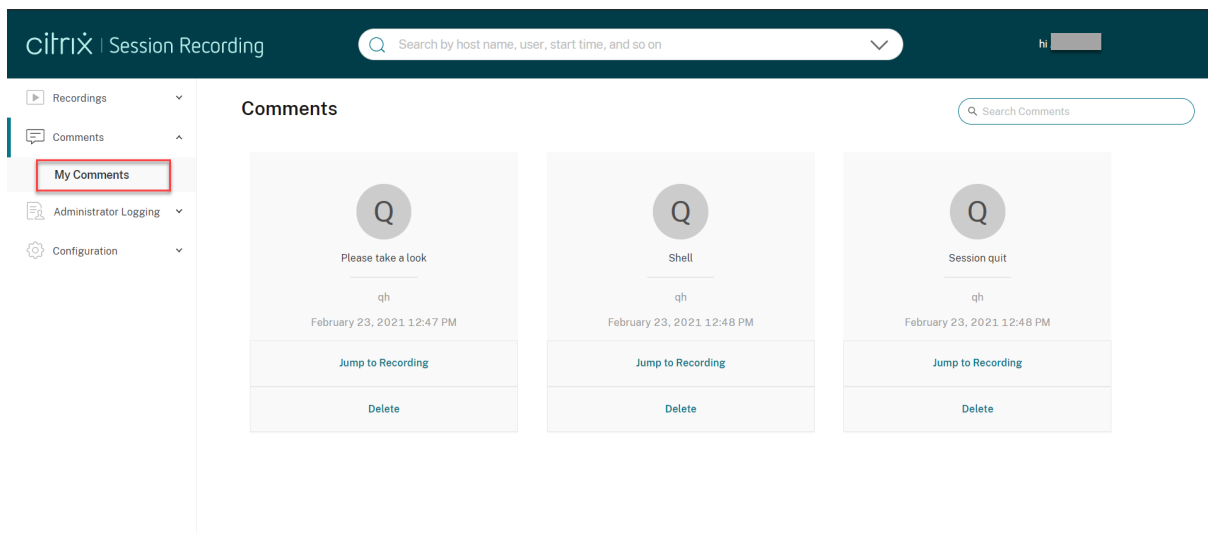 citrix | Session Recording
Search by host name, user, start time, and so on
hi
Recordings
Comments
My Comments
Administrator Logging
Configuration
Comments
Search Comments
Q
Please take a look
qh
February 23, 2021 12:47 PM
Jump to Recording
Delete
Q
Shell
qh
February 23, 2021 12:48 PM
Jump to Recording
Delete
Q
Session quit
qh
February 23, 2021 12:48 PM
Jump to Recording
Delete